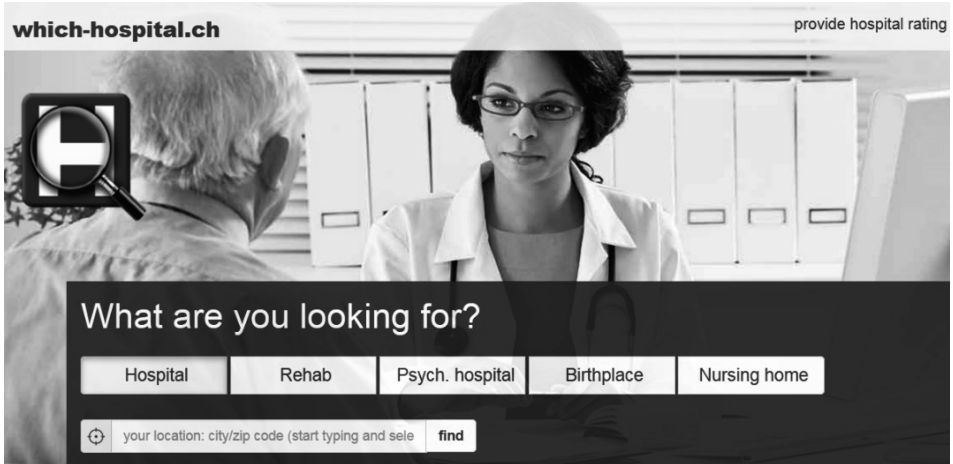 which-hospital.ch
provide hospital rating
What are you looking for?
Hospital
Rehab
Psych. hospital
Birthplace
Nursing home
your location: city/zip code (start typing and sele
find